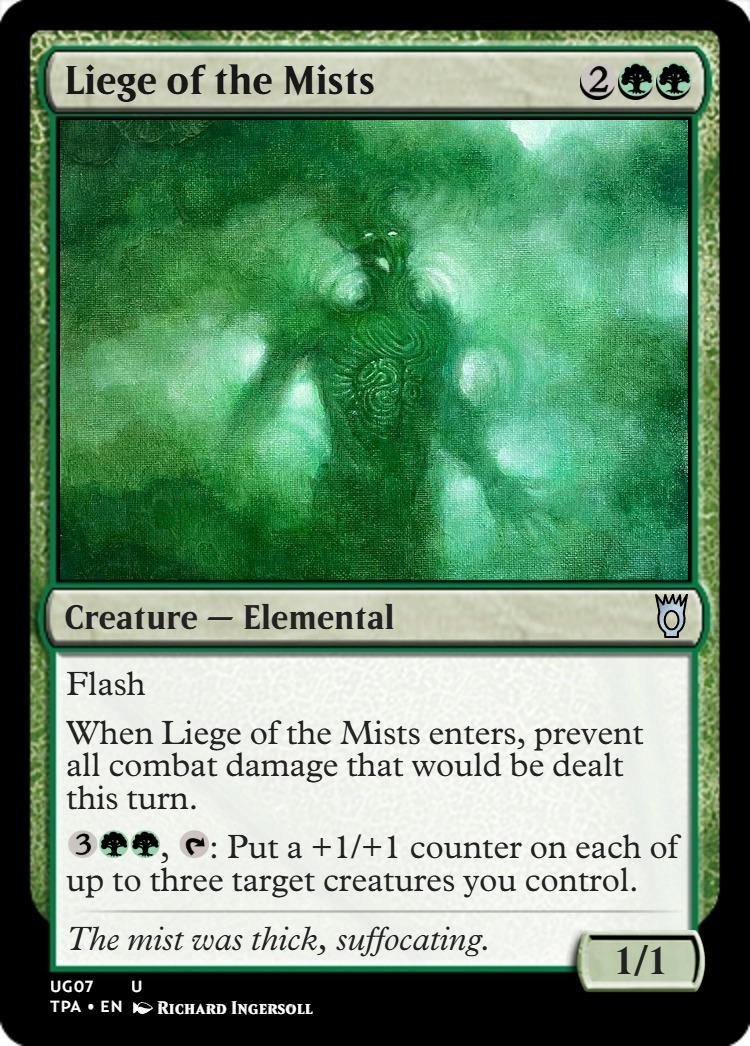 Liege of the Mists 2
Creature — Elemental
Flash
When Liege of the Mists enters, prevent
all combat damage that would be dealt
this turn.
3, : Put a +1/+1 counter on each of
up to three target creatures you control.
The mist was thick, suffocating.
1/1
UG07 U
TPA • EN RICHARD INGERSOLL